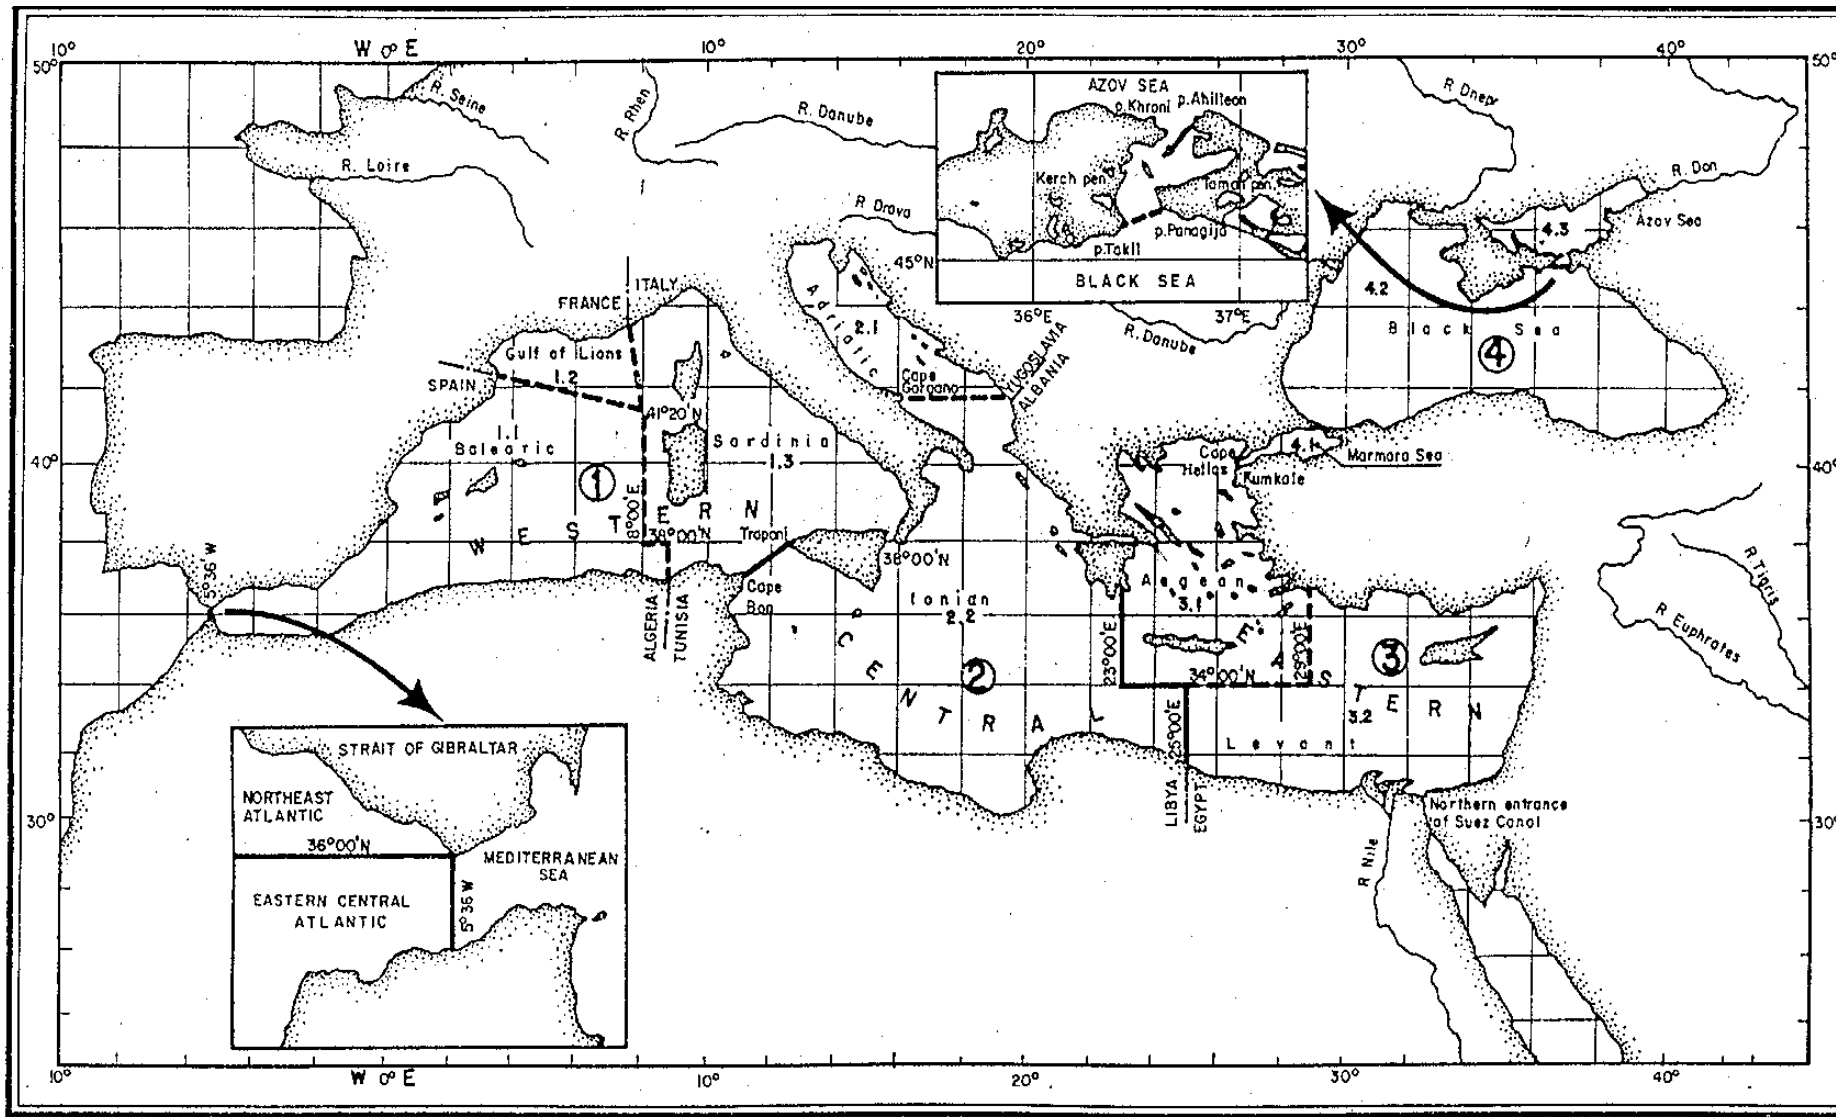 10° W 0° E 10° 20° 30° 40°
50°
50°
R. Seine
R. Rhen
R. Danube
R. Loire
R Drava
R Dnepr
R. Don
AZOV SEA
p.Khroni
p.Ahilleon
Kerch pen.
Taman pen.
p.Takli
p.Panagija
45°N
BLACK SEA
36°E
37°E
Azov Sea
4.3
4.2
Black Sea
4
FRANCE
ITALY
Gulf of Lions
1.2
SPAIN
Adriatic
2.1
Cape
Gargano
YUGOSLAVIA
ALBANIA
R. Danube
41°20'N
1.1
Balearic
Sardinia
1.3
40°
40°
1
WESTERN
8°00'E
38°00'N
Trapani
38°00'N
Cape
Bon
Cape
Hellas
Kumkale
4.1
Marmara Sea
Aegean
3.1
5°36 W
ALGERIA
TUNISIA
Ionian
2.2
CENTRAL
2
23°00'E
34°00'N
29°00'E
EASTERN
3
3.2
Levant
R Tigris
R Euphrates
25°00'E
LIBYA
EGYPT
Northern entrance
of Suez Canal
R Nile
30°
30°
STRAIT OF GIBRALTAR
NORTHEAST
ATLANTIC
36°00'N
MEDITERRANEAN
SEA
EASTERN CENTRAL
ATLANTIC
5°36 W
10° W 0° E 10° 20° 30° 40°